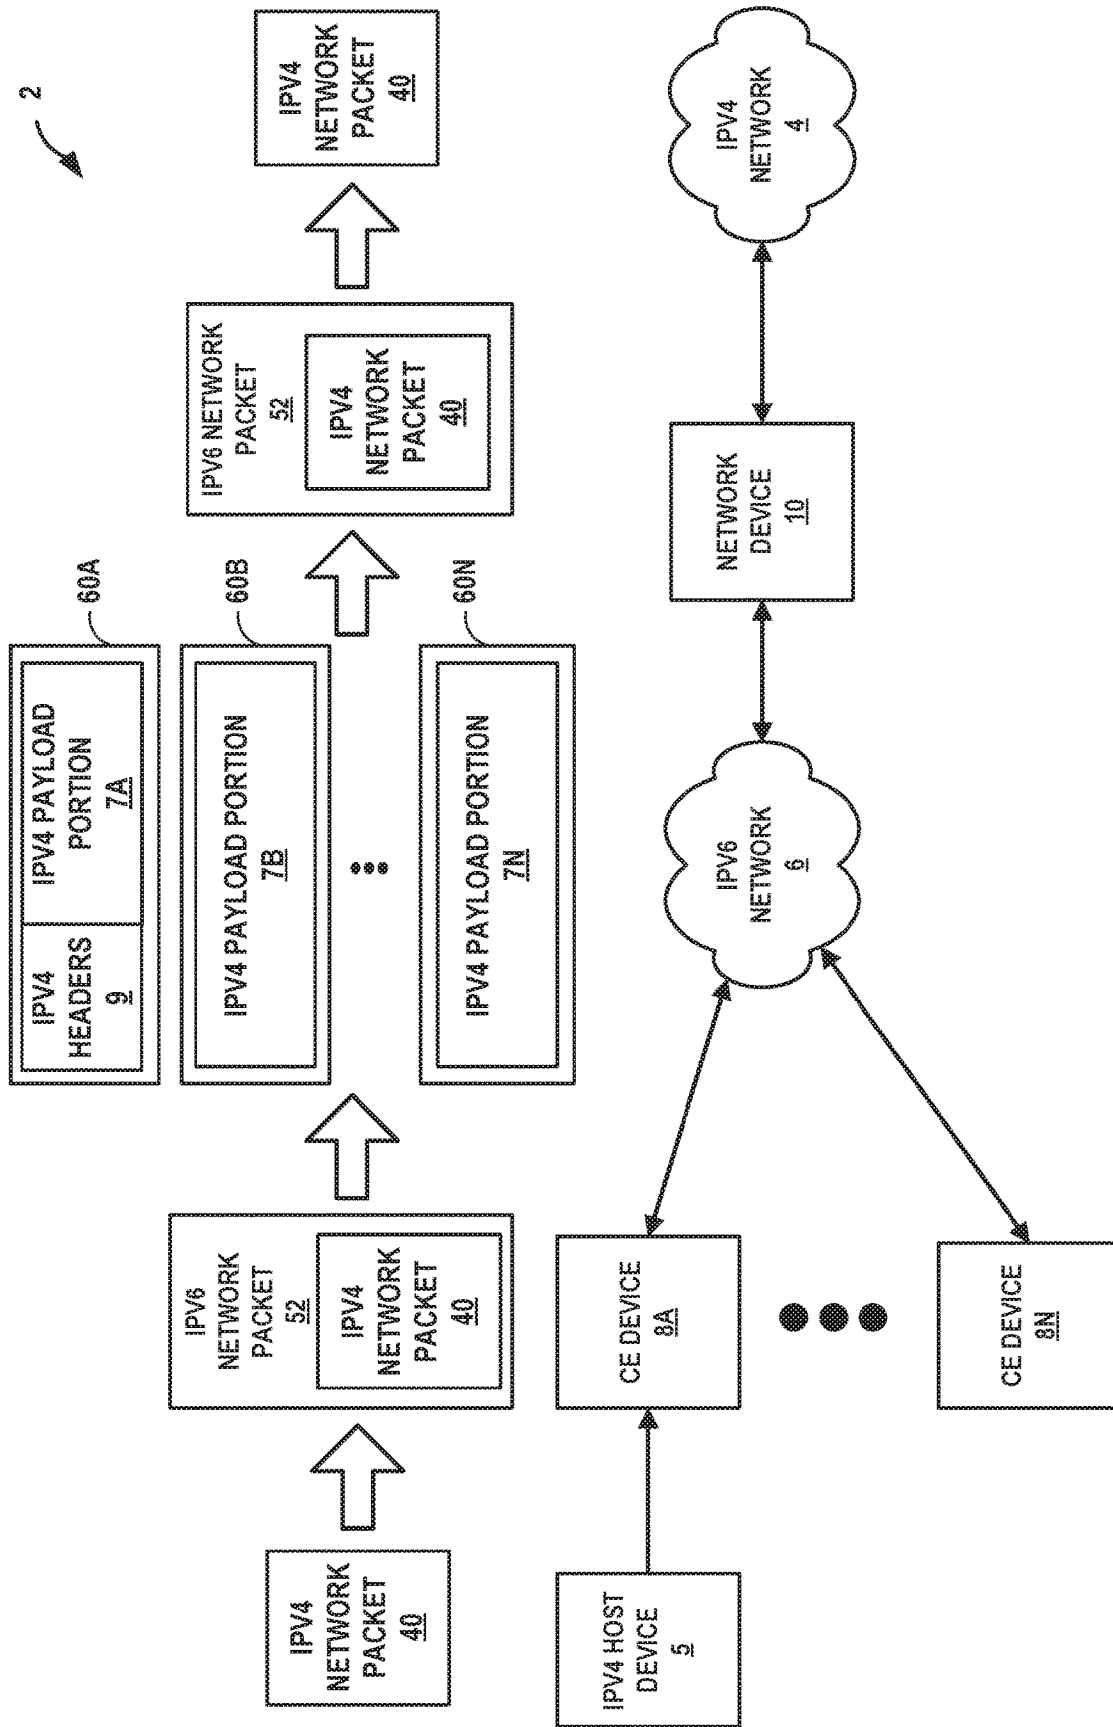 2
IPV4
NETWORK
PACKET
40
IPV6
NETWORK
PACKET
52
IPV4
NETWORK
PACKET
40
IPV4
HEADERS
9
IPV4 PAYLOAD
PORTION
7A
60A
IPV4 PAYLOAD PORTION
7B
60B
IPV4 PAYLOAD PORTION
7N
60N
IPV6 NETWORK
PACKET
52
IPV4
NETWORK
PACKET
40
IPV4
NETWORK
PACKET
40
IPV4 HOST
DEVICE
5
CE DEVICE
8A
CE DEVICE
8N
IPV6
NETWORK
6
NETWORK
DEVICE
10
IPV4
NETWORK
4